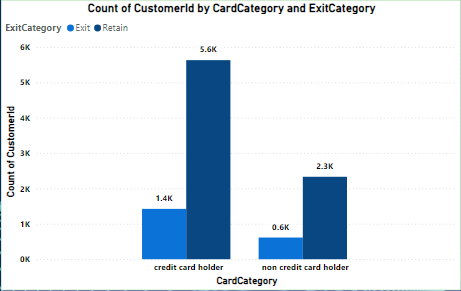 Count of CustomerId by CardCategory and ExitCategory
ExitCategory Exit Retain
6K
5K
4K
3K
2K
1K
0K
Count of CustomerId
1.4K
5.6K
0.6K
2.3K
credit card holder
non credit card holder
CardCategory